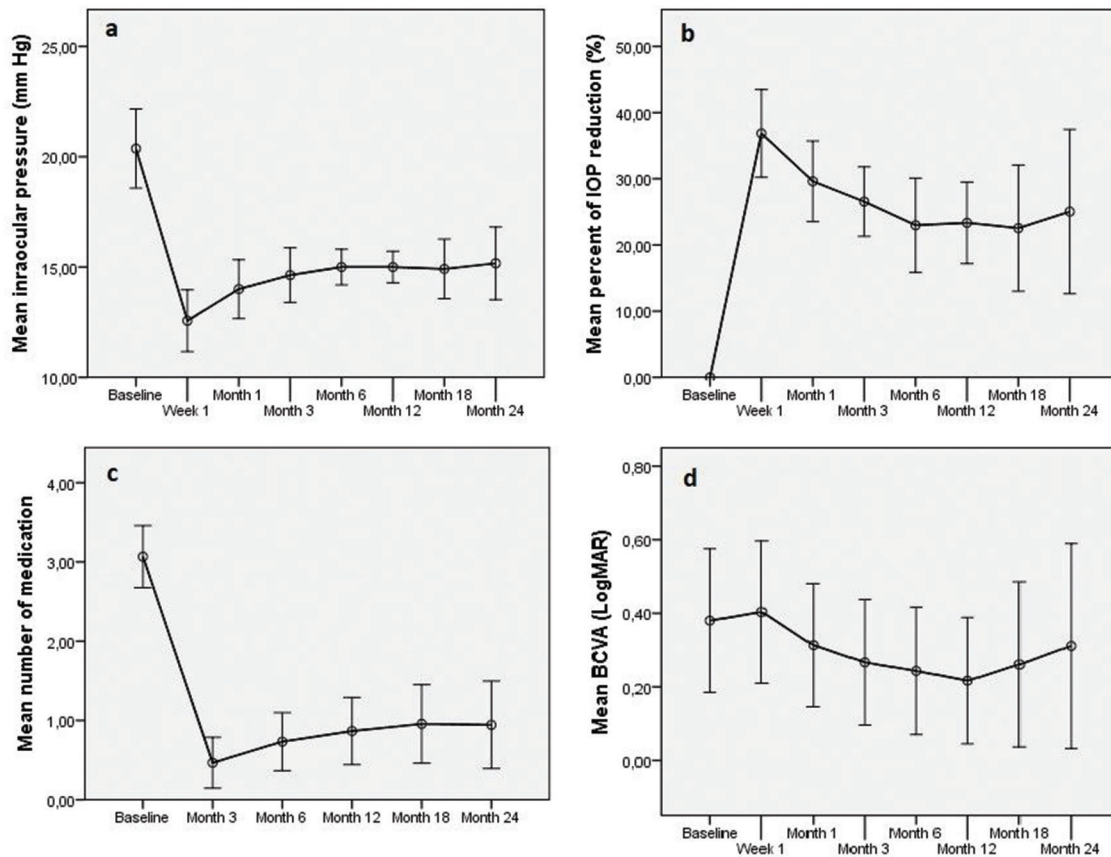 a
Mean inraocular pressure (mm Hg)
25,00
20,00
15,00
10,00
Baseline
Week 1
Month 1
Month 3
Month 6
Month 12
Month 18
Month 24
b
Mean percent of IOP reduction (%)
50,00
40,00
30,00
20,00
10,00
0,00
Baseline
Week 1
Month 1
Month 3
Month 6
Month 12
Month 18
Month 24
c
Mean number of medication
4,00
3,00
2,00
1,00
0,00
Baseline
Month 3
Month 6
Month 12
Month 18
Month 24
d
Mean BCVA (LogMAR)
0,80
0,60
0,40
0,20
0,00
Baseline
Week 1
Month 1
Month 3
Month 6
Month 12
Month 18
Month 24